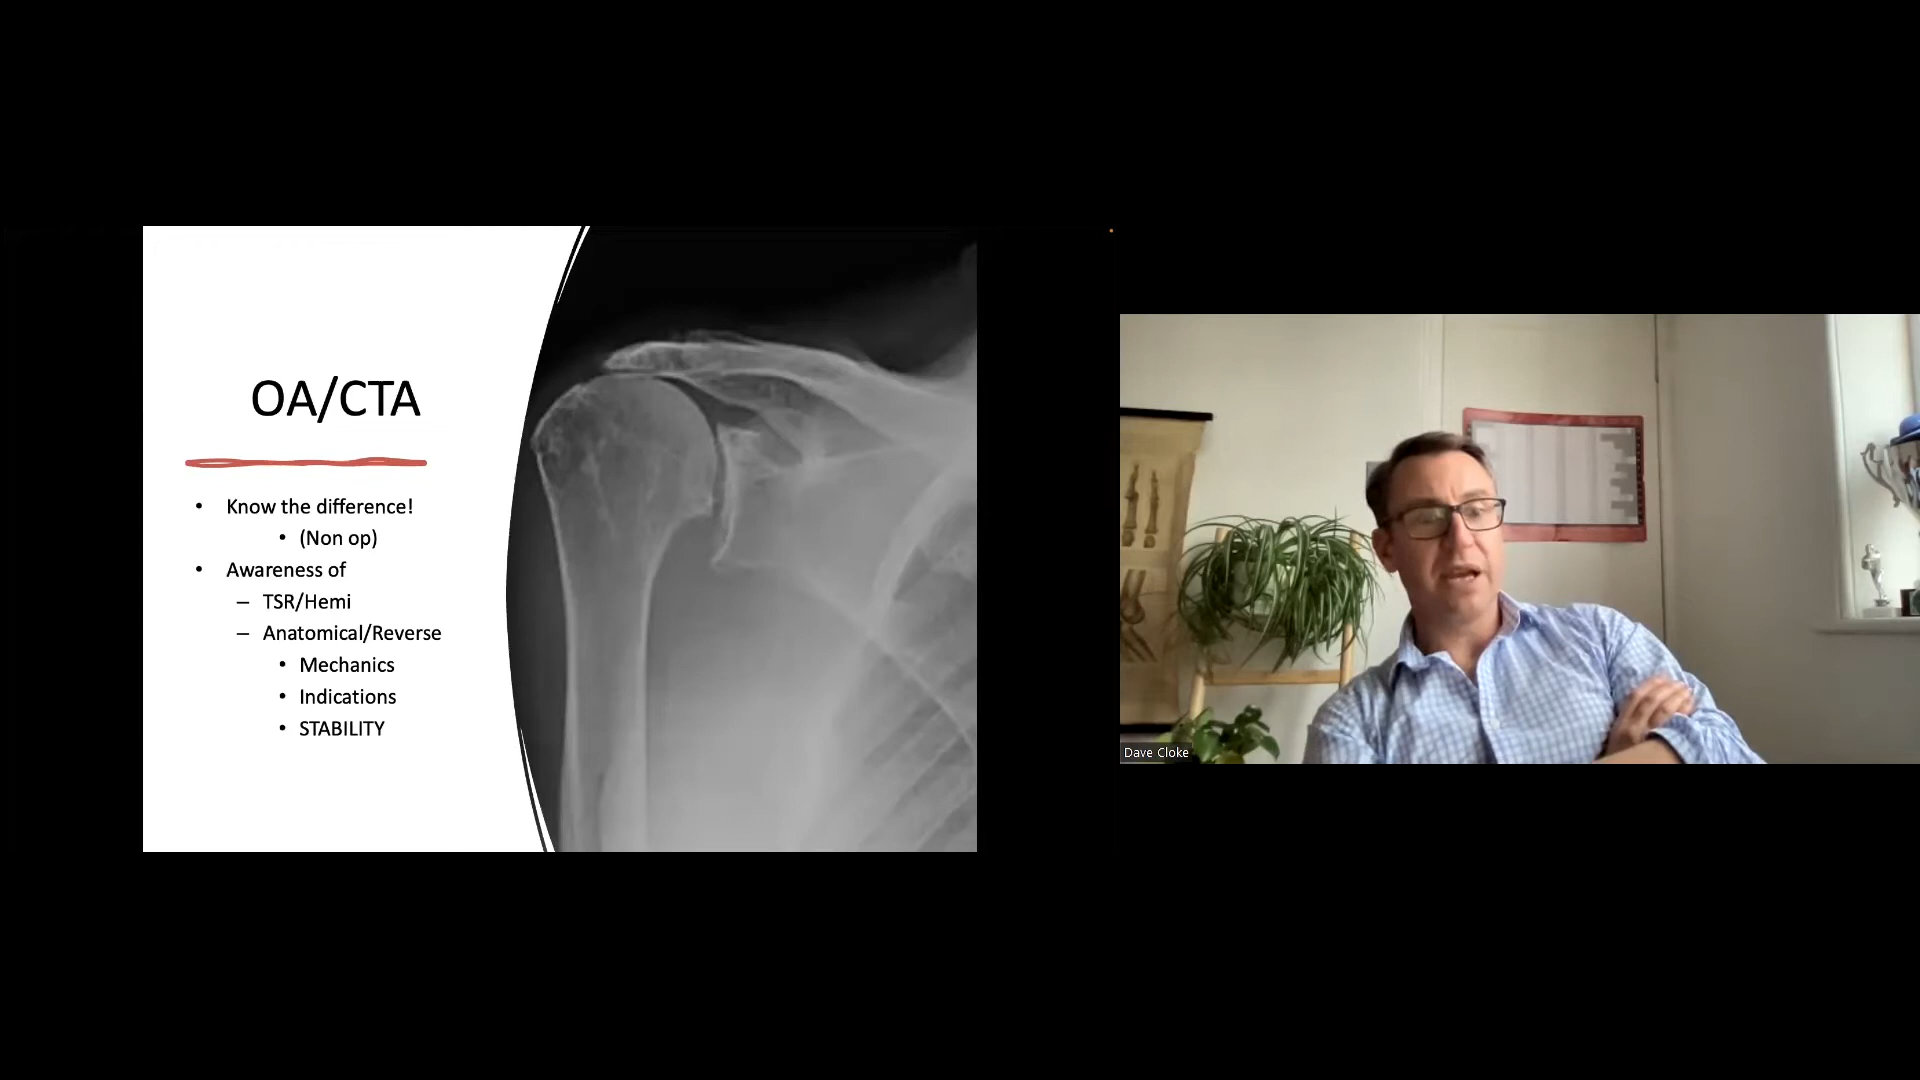 OA/CTA
• Know the difference!
• (Non op)
• Awareness of
– TSR/Hemi
– Anatomical/Reverse
• Mechanics
• Indications
• STABILITY
Dave Cloke